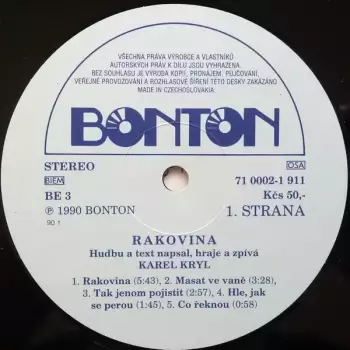 VŠECHNA PRÁVA VÝROBCE A VLASTNÍKŮ
AUTORSKÝCH PRÁV K DÍLU JSOU VYHRAZENA.
BEZ SOUHLASU JE VÝROBA KOPIÍ, PRONÁJEM, PŮJČOVÁNÍ,
VEŘEJNÉ PROVOZOVÁNÍ A ROZHLASOVÉ ŠÍŘENÍ TÉTO DESKY ZAKÁZÁNO
MADE IN CZECHOSLOVAKIA
BONTON
STEREO
OSA
BIEM
71 0002-1 911
BE 3
Kčs 50,-
℗ 1990 BONTON
1. STRANA
90 1
RAKOVINA
Hudbu a text napsal, hraje a zpívá
KAREL KRYL
1. Rakovina (5:43), 2. Masat ve vaně (3:28),
3. Tak jenom pojistit (2:57), 4. Hle, jak
se perou (1:45), 5. Co řeknou (0:58)